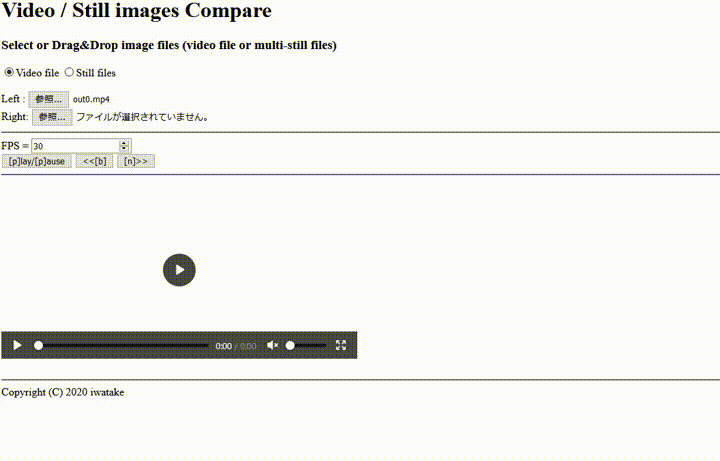 Video / Still images Compare
Select or Drag&Drop image files (video file or multi-still files)
Video file Still files
Left : 参照... out0.mp4
Right: 参照... ファイルが選択されていません。
FPS = 30
[p]lay/[p]ause <<[b] [n]>>
0:00 / 0:00
Copyright (C) 2020 iwatake